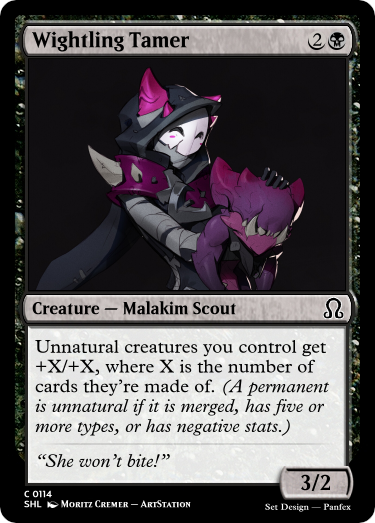 Wightling Tamer 2
Creature — Malakim Scout
Unnatural creatures you control get
+X/+X, where X is the number of
cards they're made of. (A permanent
is unnatural if it is merged, has five or
more types, or has negative stats.)
“She won't bite!”
3/2
C 0114
SHL Moritz Cremer — ArtStation
Set Design — Panfex